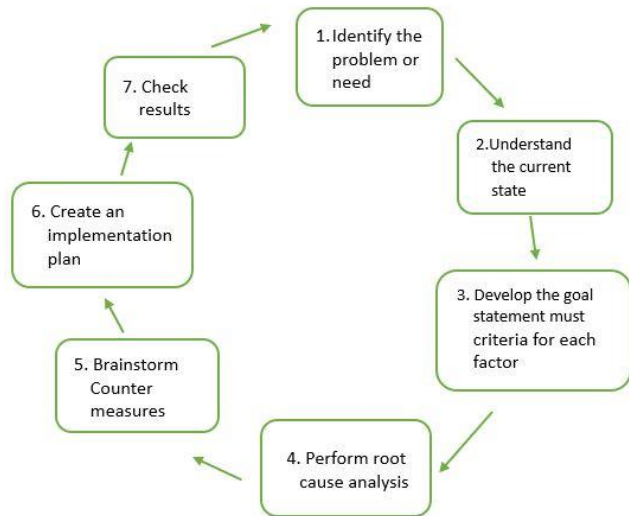 1. Identify the
problem or
need
2.Understand
the current
state
3. Develop the goal
statement must
criteria for each
factor
4. Perform root
cause analysis
5. Brainstorm
Counter
measures
6. Create an
implementation
plan
7. Check
results